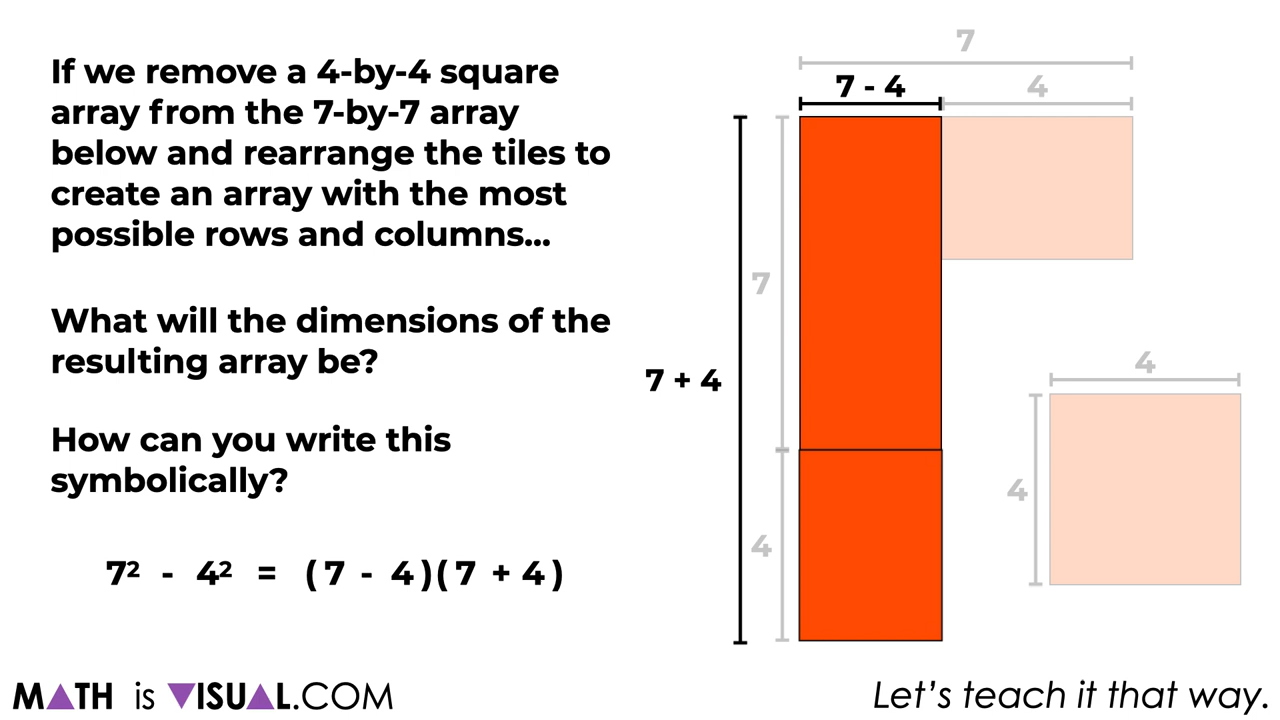 If we remove a 4-by-4 square
array from the 7-by-7 array
below and rearrange the tiles to
create an array with the most
possible rows and columns...
What will the dimensions of the
resulting array be?
How can you write this
symbolically?
7² - 4² = (7 - 4)(7 + 4)
7
7 - 4
4
7
7 + 4
4
4
4
MATH is VISUAL.COM
Let's teach it that way.